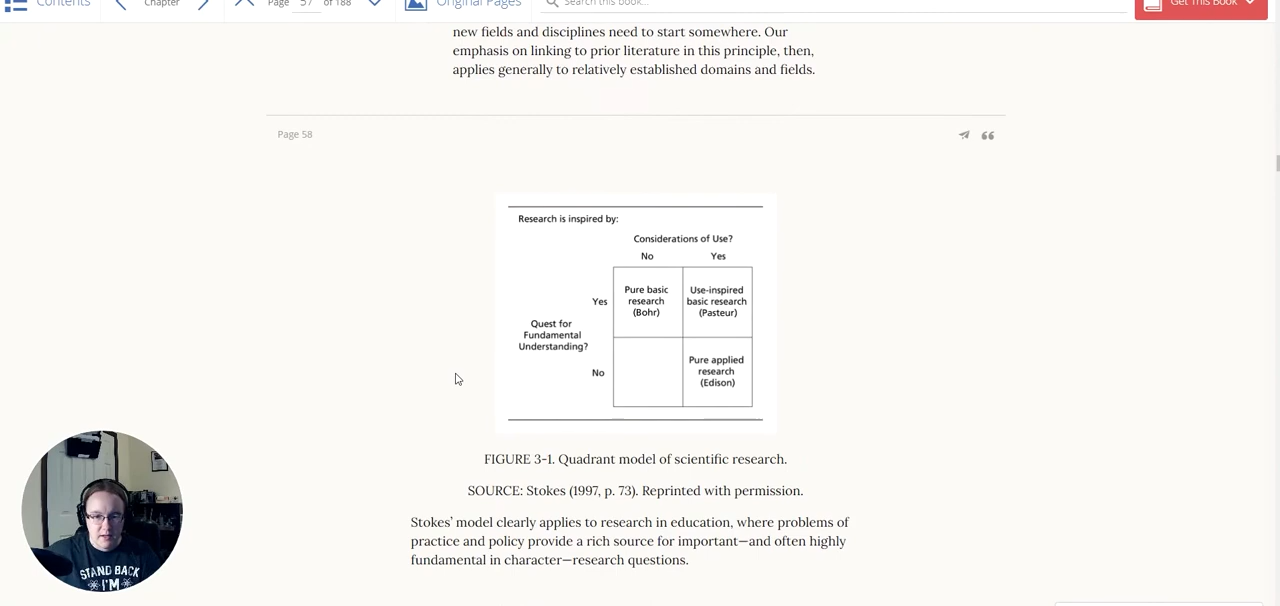 Contents
Chapter
Page 57 of 188
Original Pages
Search this book...
Get This Book
new fields and disciplines need to start somewhere. Our
emphasis on linking to prior literature in this principle, then,
applies generally to relatively established domains and fields.
Page 58
Research is inspired by:
Considerations of Use?
No
Yes
Yes
Pure basic
research
(Bohr)
Use-inspired
basic research
(Pasteur)
Quest for
Fundamental
Understanding?
No
Pure applied
research
(Edison)
FIGURE 3-1. Quadrant model of scientific research.
SOURCE: Stokes (1997, p. 73). Reprinted with permission.
Stokes’ model clearly applies to research in education, where problems of
practice and policy provide a rich source for important—and often highly
fundamental in character—research questions.
STAND BACK
I'M